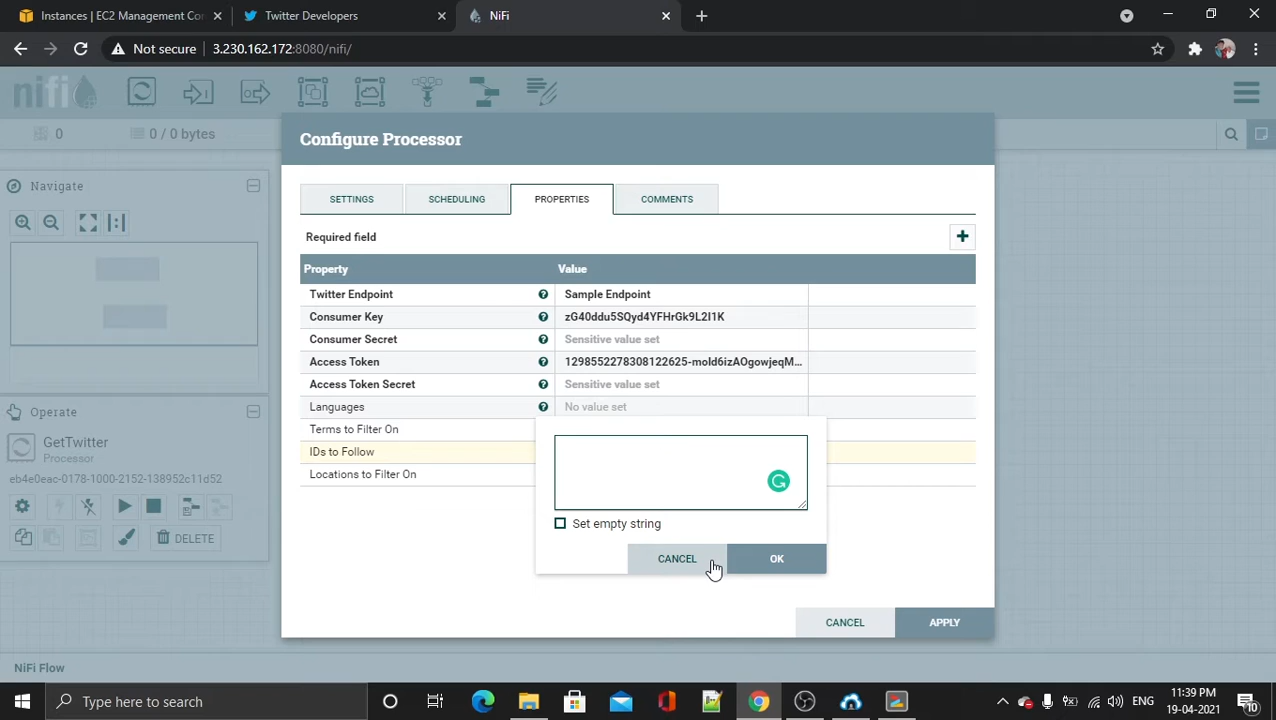 Instances | EC2 Management Con
Twitter Developers
NiFi
Not secure
3.230.162.172:8080/nifi/
nifi
0
0 / 0 bytes
Configure Processor
Navigate
SETTINGS
SCHEDULING
PROPERTIES
COMMENTS
Required field
Property
Value
Twitter Endpoint
Sample Endpoint
Consumer Key
zG40ddu5SQyd4YFHrGk9L2I1K
Consumer Secret
Sensitive value set
Access Token
1298552278308122625-mold6izAOgowjeqM...
Access Token Secret
Sensitive value set
Languages
No value set
Terms to Filter On
IDs to Follow
Locations to Filter On
Operate
GetTwitter
Processor
eb4e0eac-0178-1000-2152-138952c11d52
DELETE
Set empty string
CANCEL
OK
CANCEL
APPLY
NiFi Flow
Type here to search
ENG
11:39 PM
19-04-2021
10